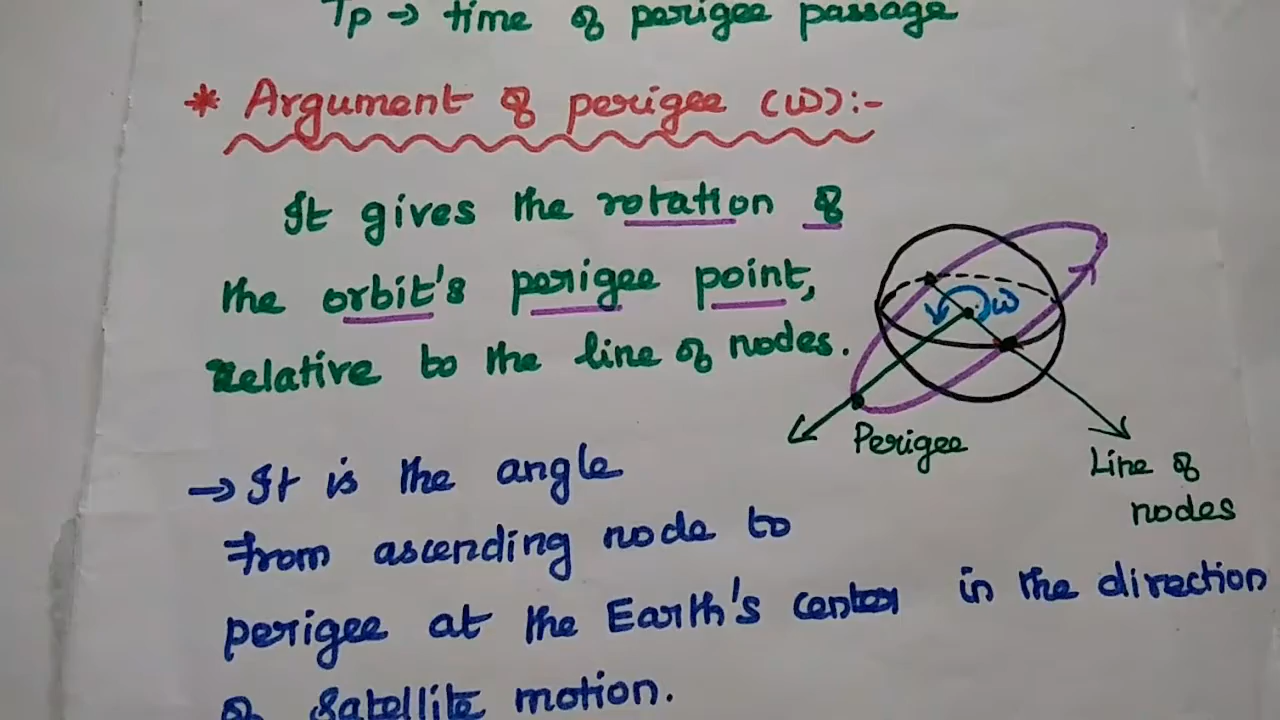 Tp → time of perigee passage
* Argument of perigee (ω):-
It gives the rotation of
the orbit's perigee point,
relative to the line of nodes.
ω
Perigee
Line of
nodes
→ It is the angle
from ascending node to
perigee at the Earth's center in the direction
of satellite motion.